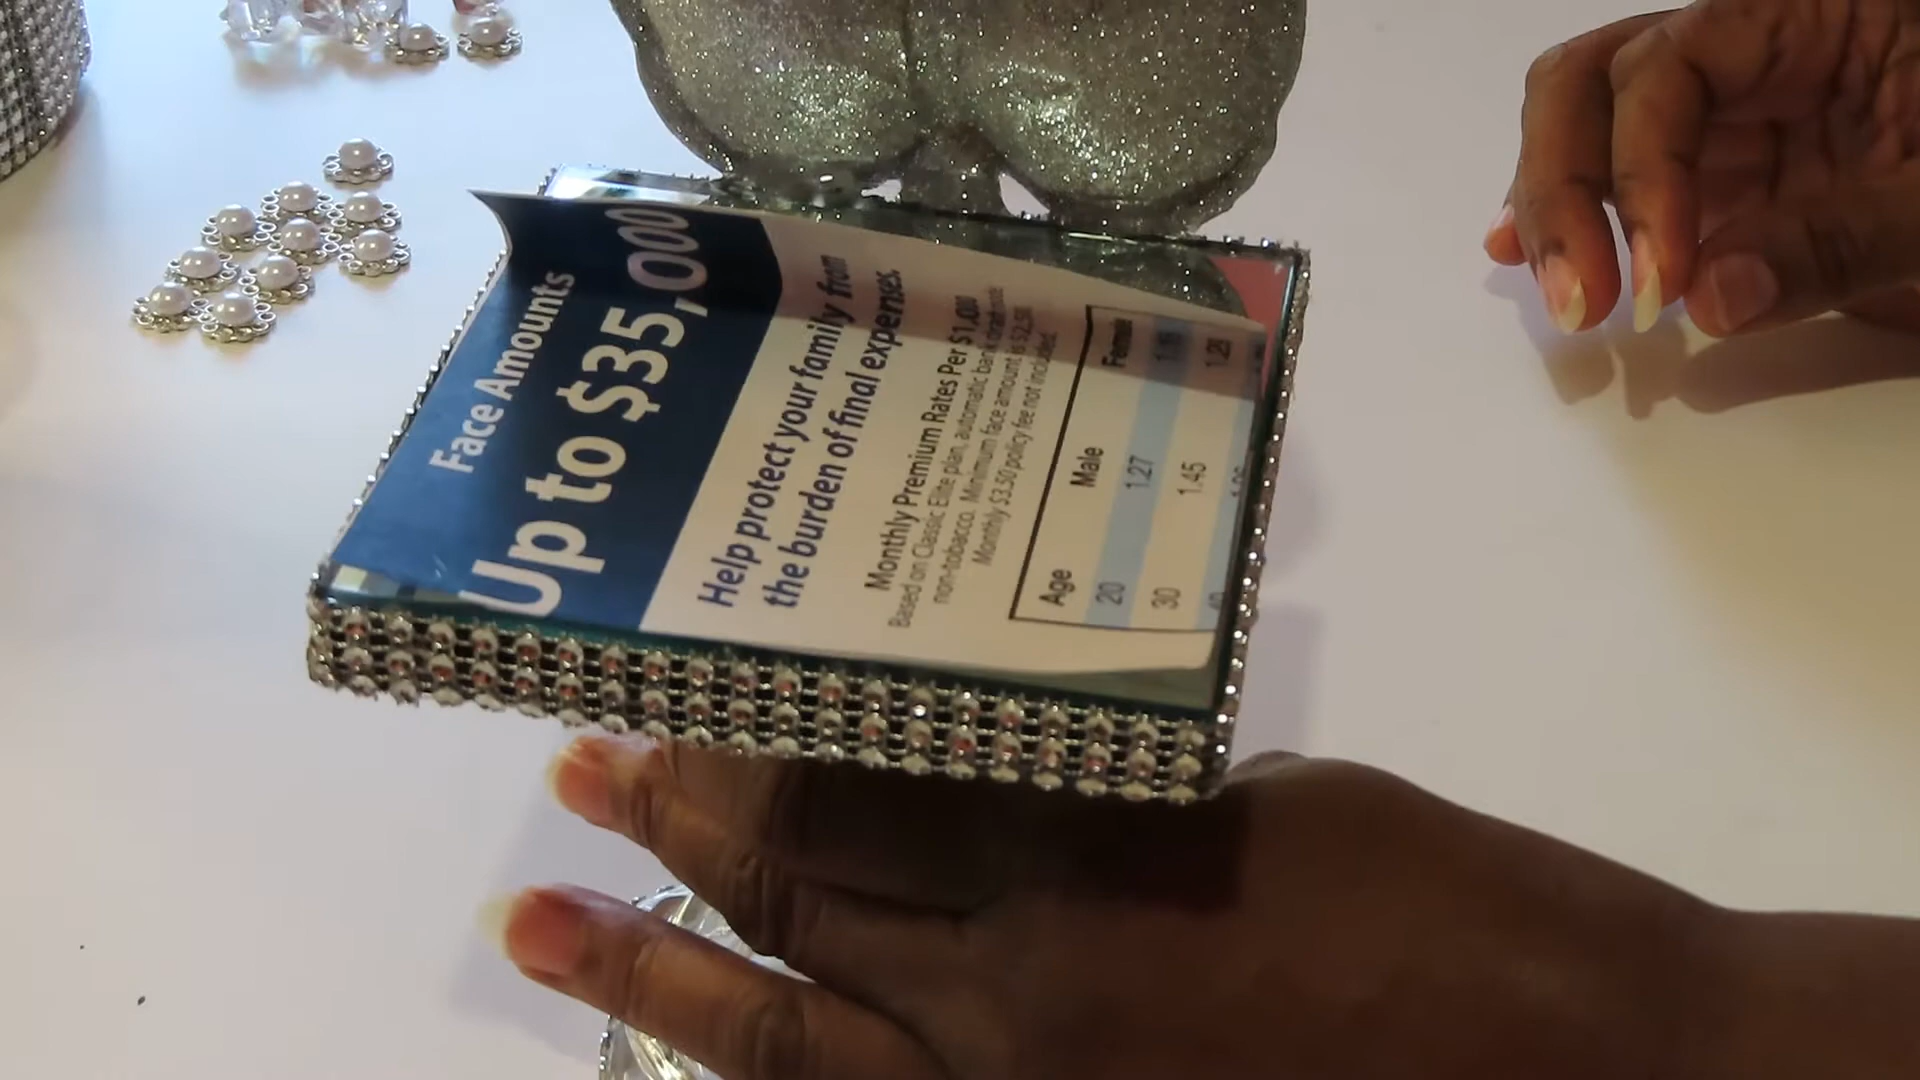 Face Amounts
Up to $35,000
Help protect your family from
the burden of final expenses.
Monthly Premium Rates Per $1,000
Based on Classic Elite plan, automatic bank draft mode
non-tobacco. Minimum face amount is $2,500
Monthly $3.50 policy fee not included
Age Male Female
20 1.27
30 1.45 1.28
40